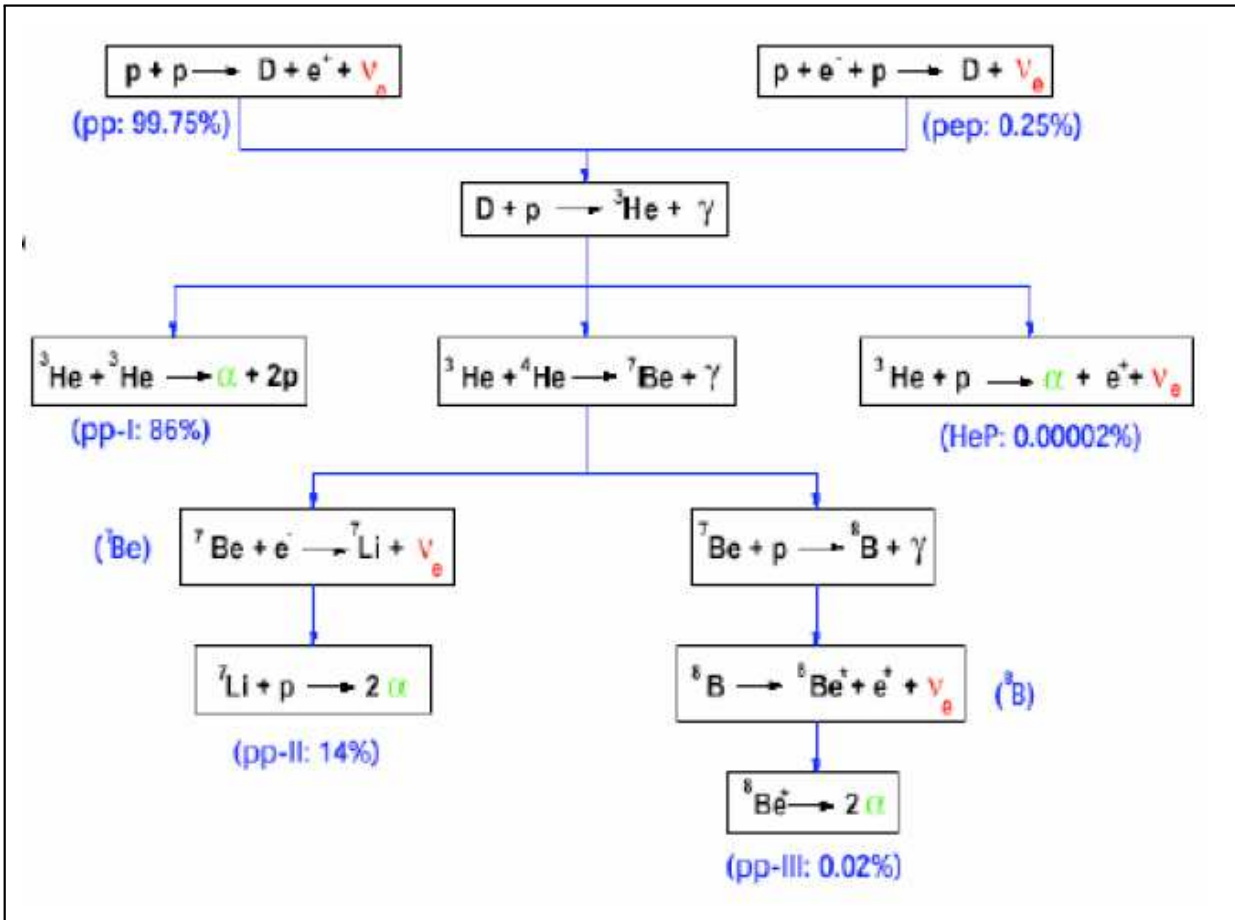 p + p → D + e⁺ + νₑ
p + e⁻ + p → D + νₑ
(pp: 99.75%)
(pep: 0.25%)
D + p → ³He + γ
³He + ³He → α + 2p
³He + ⁴He → ⁷Be + γ
³He + p → α + e⁺ + νₑ
(pp-I: 86%)
(HeP: 0.00002%)
(⁷Be)
⁷Be + e⁻ → ⁷Li + νₑ
⁷Be + p → ⁸B + γ
⁷Li + p → 2 α
⁸B → ⁸Be* + e⁺ + νₑ
(⁸B)
(pp-II: 14%)
⁸Be* → 2 α
(pp-III: 0.02%)